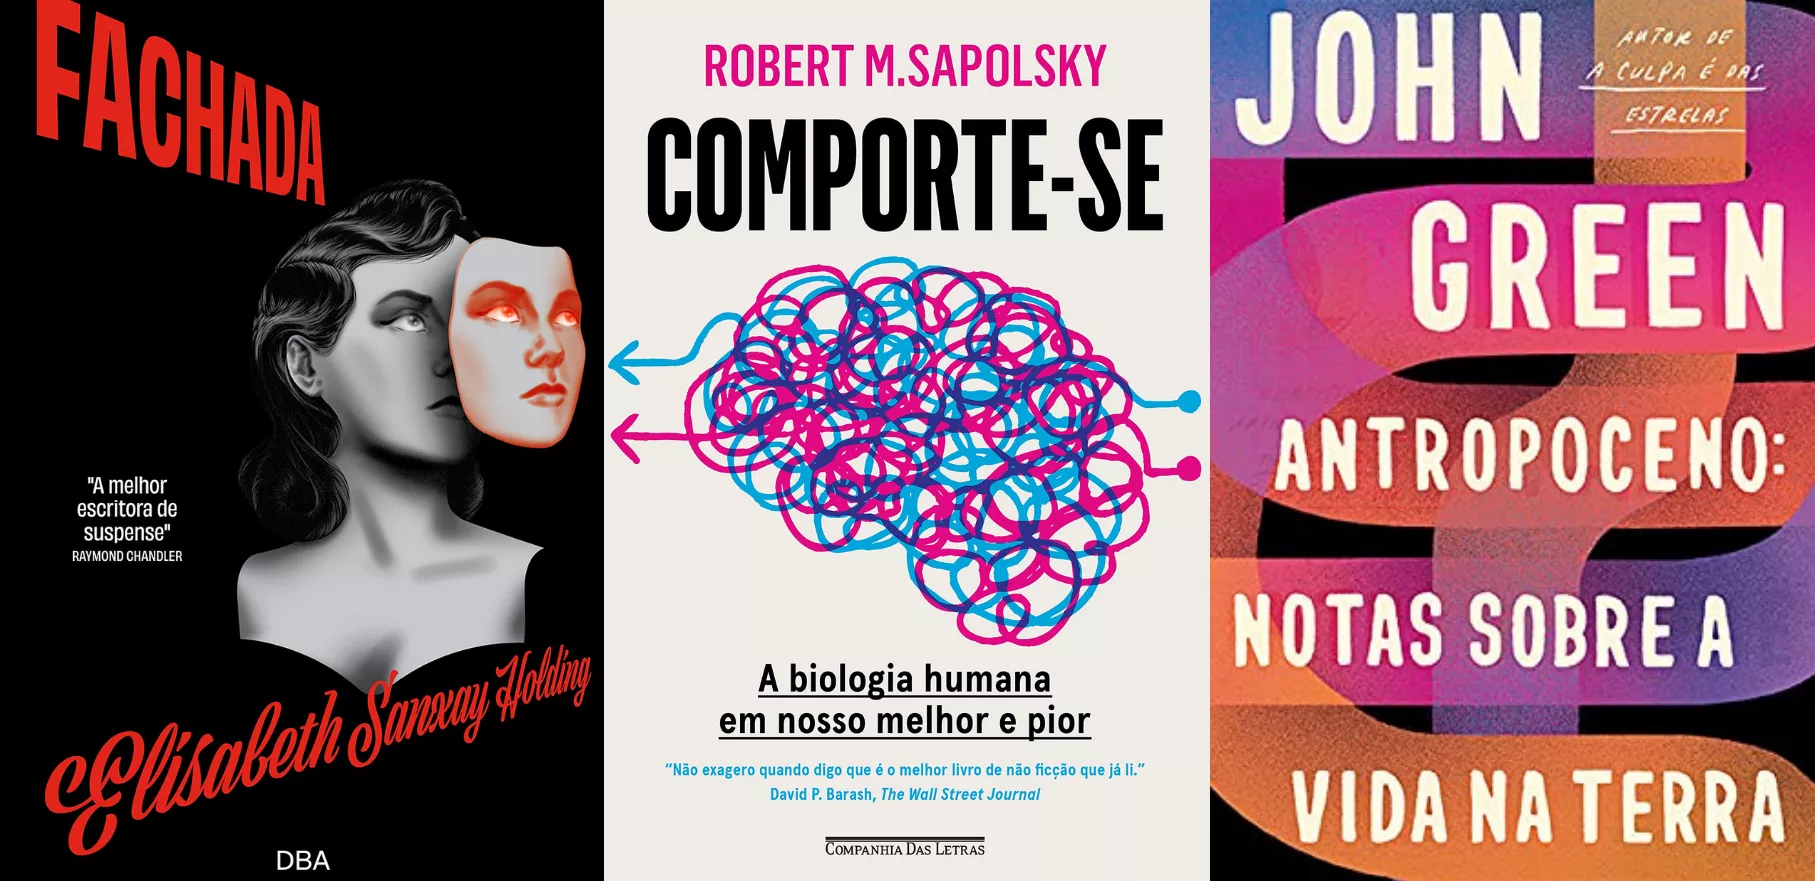 FACHADA
"A melhor
escritora de
suspense"
RAYMOND CHANDLER
Elisabeth Sanxay Holding
DBA
ROBERT M.SAPOLSKY
COMPORTE-SE
A biologia humana
em nosso melhor e pior
“Não exagero quando digo que é o melhor livro de não ficção que já li.”
David P. Barash, The Wall Street Journal
COMPANHIA DAS LETRAS
JOHN
AUTOR DE
A CULPA É DAS
ESTRELAS
GREEN
ANTROPOCENO:
NOTAS SOBRE A
VIDA NA TERRA